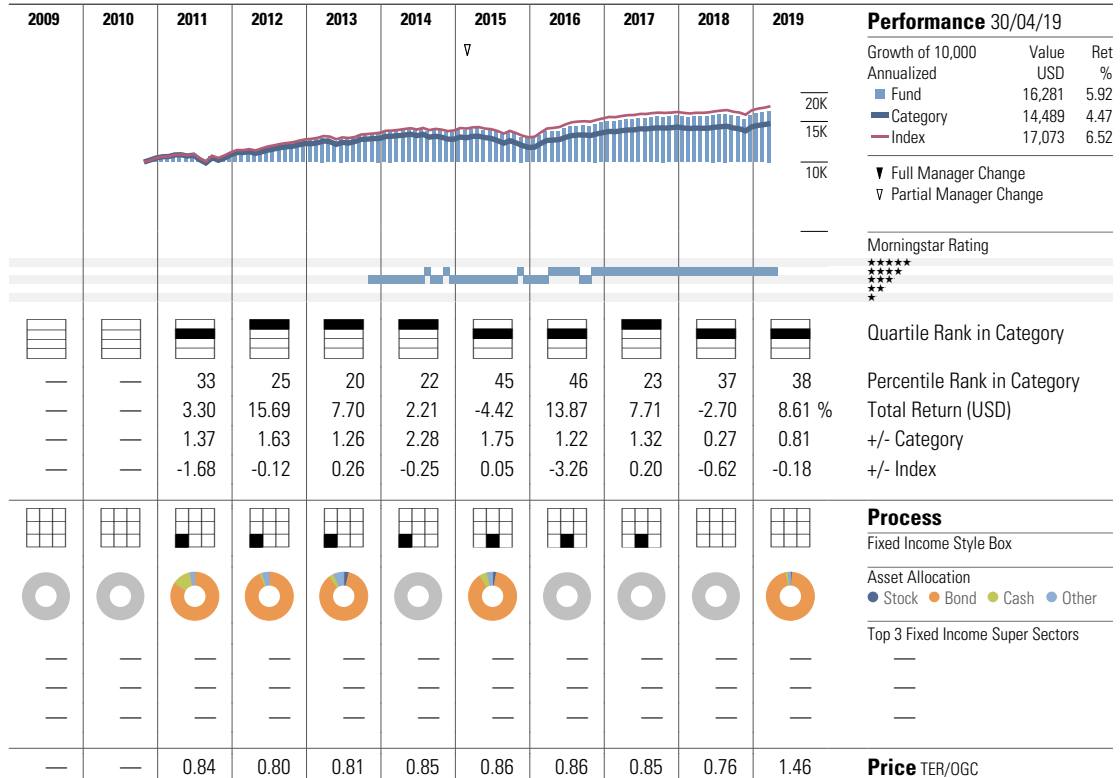 2009 2010 2011 2012 2013 2014 2015 2016 2017 2018 2019 Performance 30/04/19
Growth of 10,000 Value Ret
Annualized USD %
Fund 16,281 5.92
Category 14,489 4.47
Index 17,073 6.52
20K
15K
10K
Full Manager Change
Partial Manager Change
Morningstar Rating
★★★★★
★★★★
★★★
★★
★
Quartile Rank in Category
— — 33 25 20 22 45 46 23 37 38 Percentile Rank in Category
— — 3.30 15.69 7.70 2.21 -4.42 13.87 7.71 -2.70 8.61 % Total Return (USD)
— — 1.37 1.63 1.26 2.28 1.75 1.22 1.32 0.27 0.81 +/- Category
— — -1.68 -0.12 0.26 -0.25 0.05 -3.26 0.20 -0.62 -0.18 +/- Index
Process
Fixed Income Style Box
Asset Allocation
Stock Bond Cash Other
Top 3 Fixed Income Super Sectors
— — — — — — — — — — — —
— — — — — — — — — — — —
— — — — — — — — — — — —
— — 0.84 0.80 0.81 0.85 0.86 0.86 0.85 0.76 1.46 Price TER/OGC